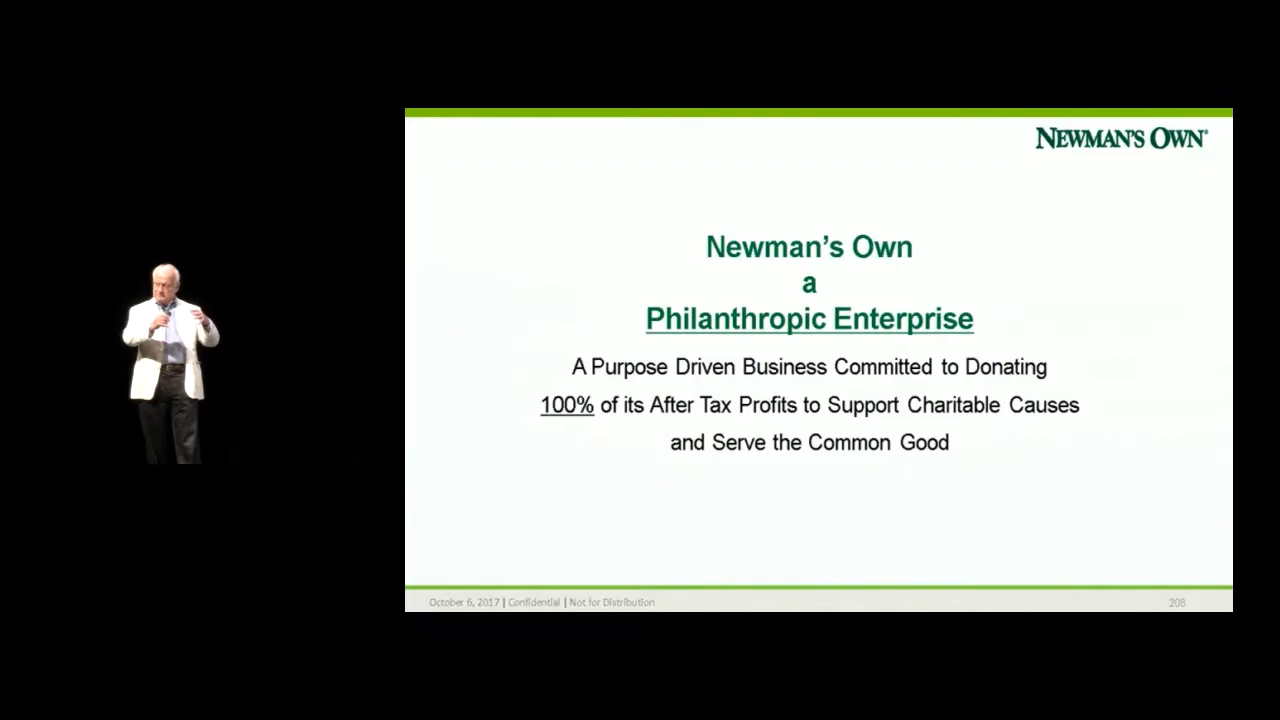 NEWMAN'S OWN®
Newman's Own
a
Philanthropic Enterprise
A Purpose Driven Business Committed to Donating
100% of its After Tax Profits to Support Charitable Causes
and Serve the Common Good
October 6, 2017 | Confidential | Not for Distribution
208